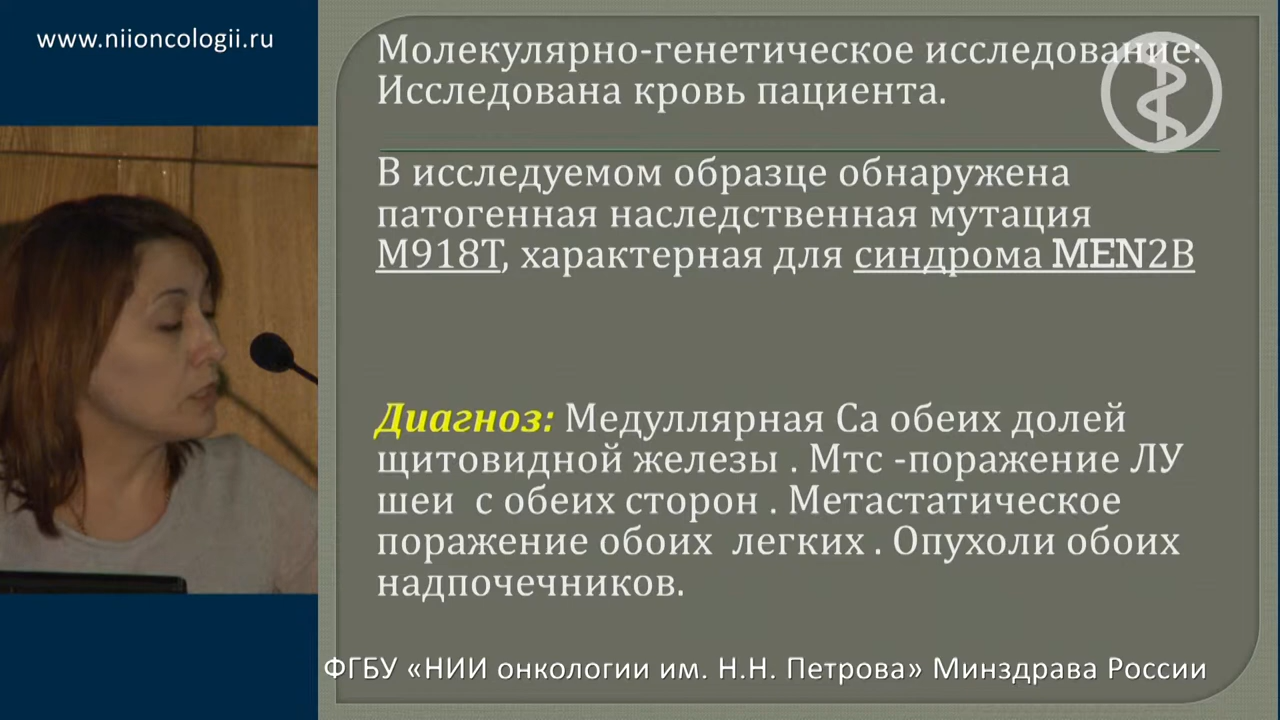 www.niioncologii.ru
Молекулярно-генетическое исследование:
Исследована кровь пациента.
В исследуемом образце обнаружена
патогенная наследственная мутация
M918T, характерная для синдрома MEN2B
Диагноз: Медуллярная Са обеих долей
щитовидной железы . Мтс -поражение ЛУ
шеи с обеих сторон . Метастатическое
поражение обоих легких . Опухоли обоих
надпочечников.
ФГБУ «НИИ онкологии им. Н.Н. Петрова» Минздрава России